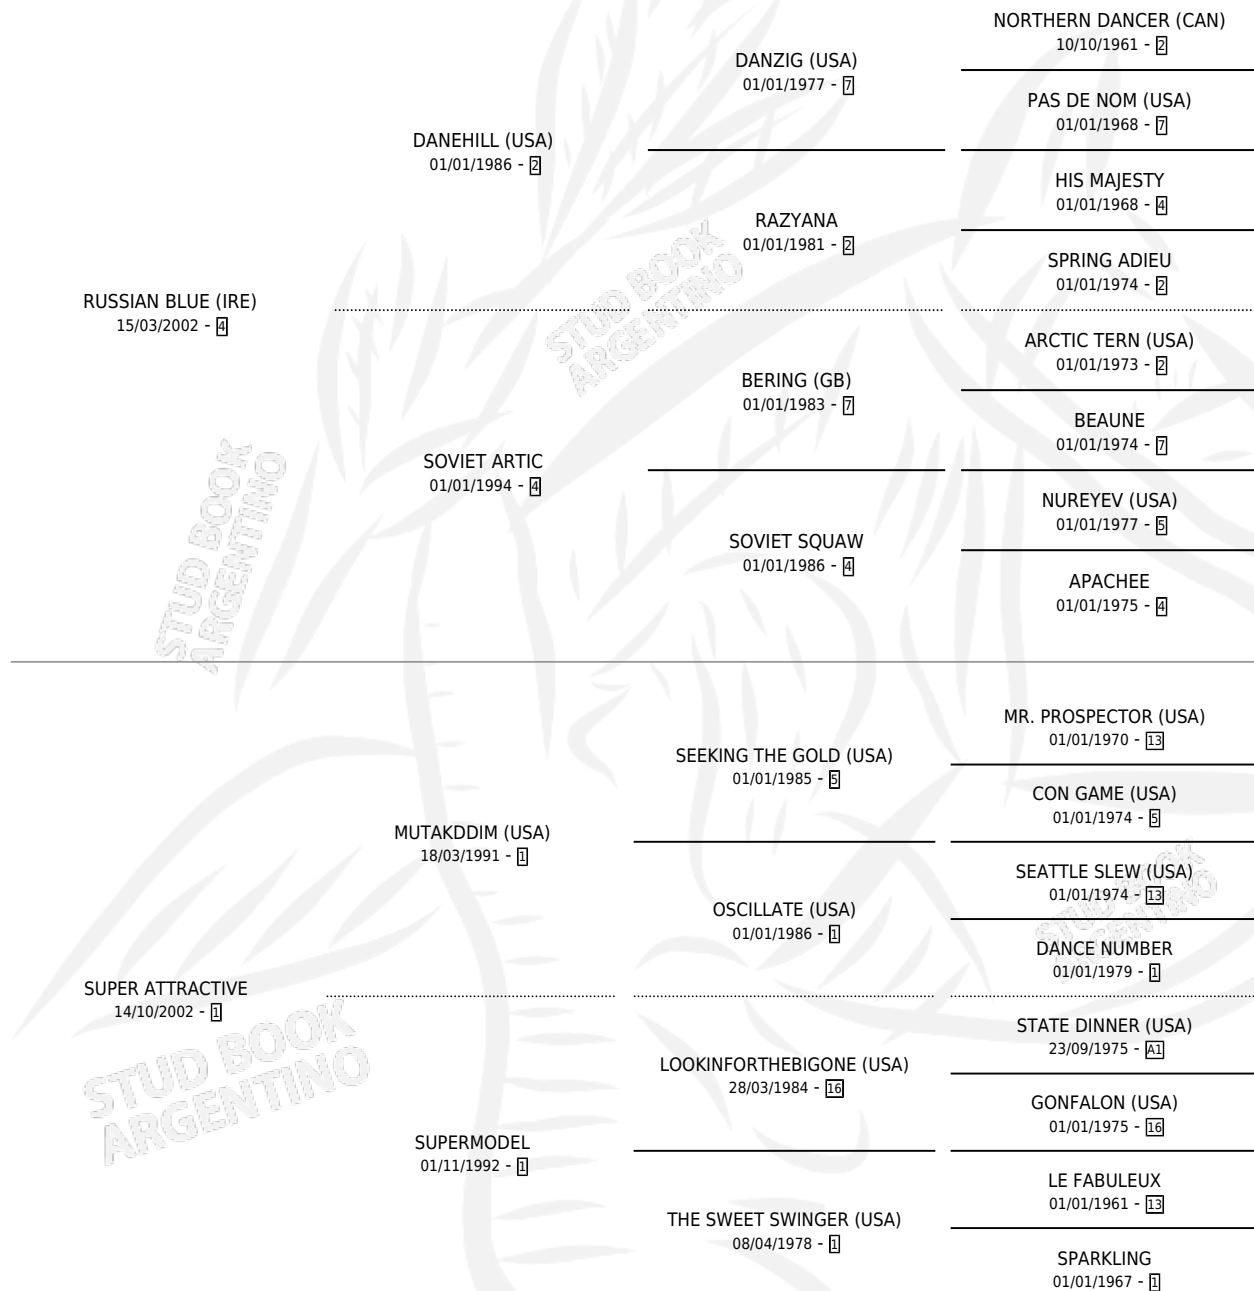 NORTHERN DANCER (CAN)
10/10/1961 - 2
DANZIG (USA)
01/01/1977 - 7
PAS DE NOM (USA)
01/01/1968 - 7
DANEHILL (USA)
01/01/1986 - 2
HIS MAJESTY
01/01/1968 - 4
RAZYANA
01/01/1981 - 2
SPRING ADIEU
01/01/1974 - 2
RUSSIAN BLUE (IRE)
15/03/2002 - 4
ARCTIC TERN (USA)
01/01/1973 - 2
BERING (GB)
01/01/1983 - 7
BEAUNE
01/01/1974 - 7
SOVIET ARTIC
01/01/1994 - 4
NUREYEV (USA)
01/01/1977 - 5
SOVIET SQUAW
01/01/1986 - 4
APACHEE
01/01/1975 - 4
MR. PROSPECTOR (USA)
01/01/1970 - 13
SEEKING THE GOLD (USA)
01/01/1985 - 5
CON GAME (USA)
01/01/1974 - 5
MUTAKDDIM (USA)
18/03/1991 - 1
SEATTLE SLEW (USA)
01/01/1974 - 13
OSCILLATE (USA)
01/01/1986 - 1
DANCE NUMBER
01/01/1979 - 1
SUPER ATTRACTIVE
14/10/2002 - 1
STATE DINNER (USA)
23/09/1975 - A1
LOOKINFORTHEBIGONE (USA)
28/03/1984 - 16
GONFALON (USA)
01/01/1975 - 16
SUPERMODEL
01/11/1992 - 1
LE FABULEUX
01/01/1961 - 13
THE SWEET SWINGER (USA)
08/04/1978 - 1
SPARKLING
01/01/1967 - 1
STUD BOOK
ARGENTINO
STUD BOOK
ARGENTINO
STUD BOOK
ARGENTINO
STUD BOOK
ARGENTINO